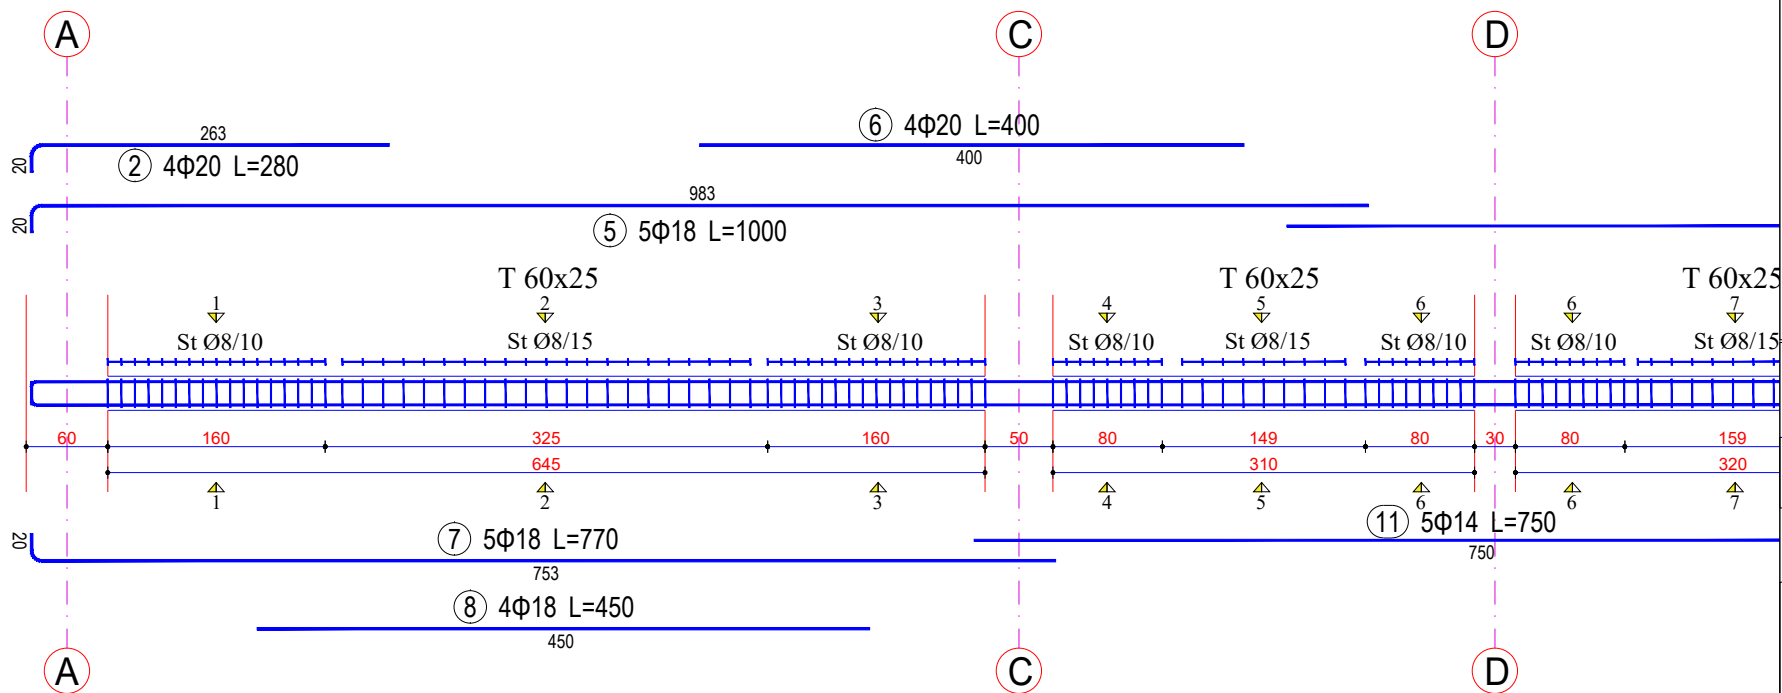 A C D
263
20
2 4Φ20 L=280
6 4Φ20 L=400
400
983
20
5 5Φ18 L=1000
T 60x25 T 60x25 T 60x25
1 2 3 4 5 6 6 7
St Ø8/10 St Ø8/15 St Ø8/10 St Ø8/10 St Ø8/15 St Ø8/10 St Ø8/10 St Ø8/15
60 160 325 160 50 80 149 80 30 80 159
645 310 320
1 2 3 4 5 6 6 7
20
7 5Φ18 L=770
753
11 5Φ14 L=750
750
8 4Φ18 L=450
450
A C D